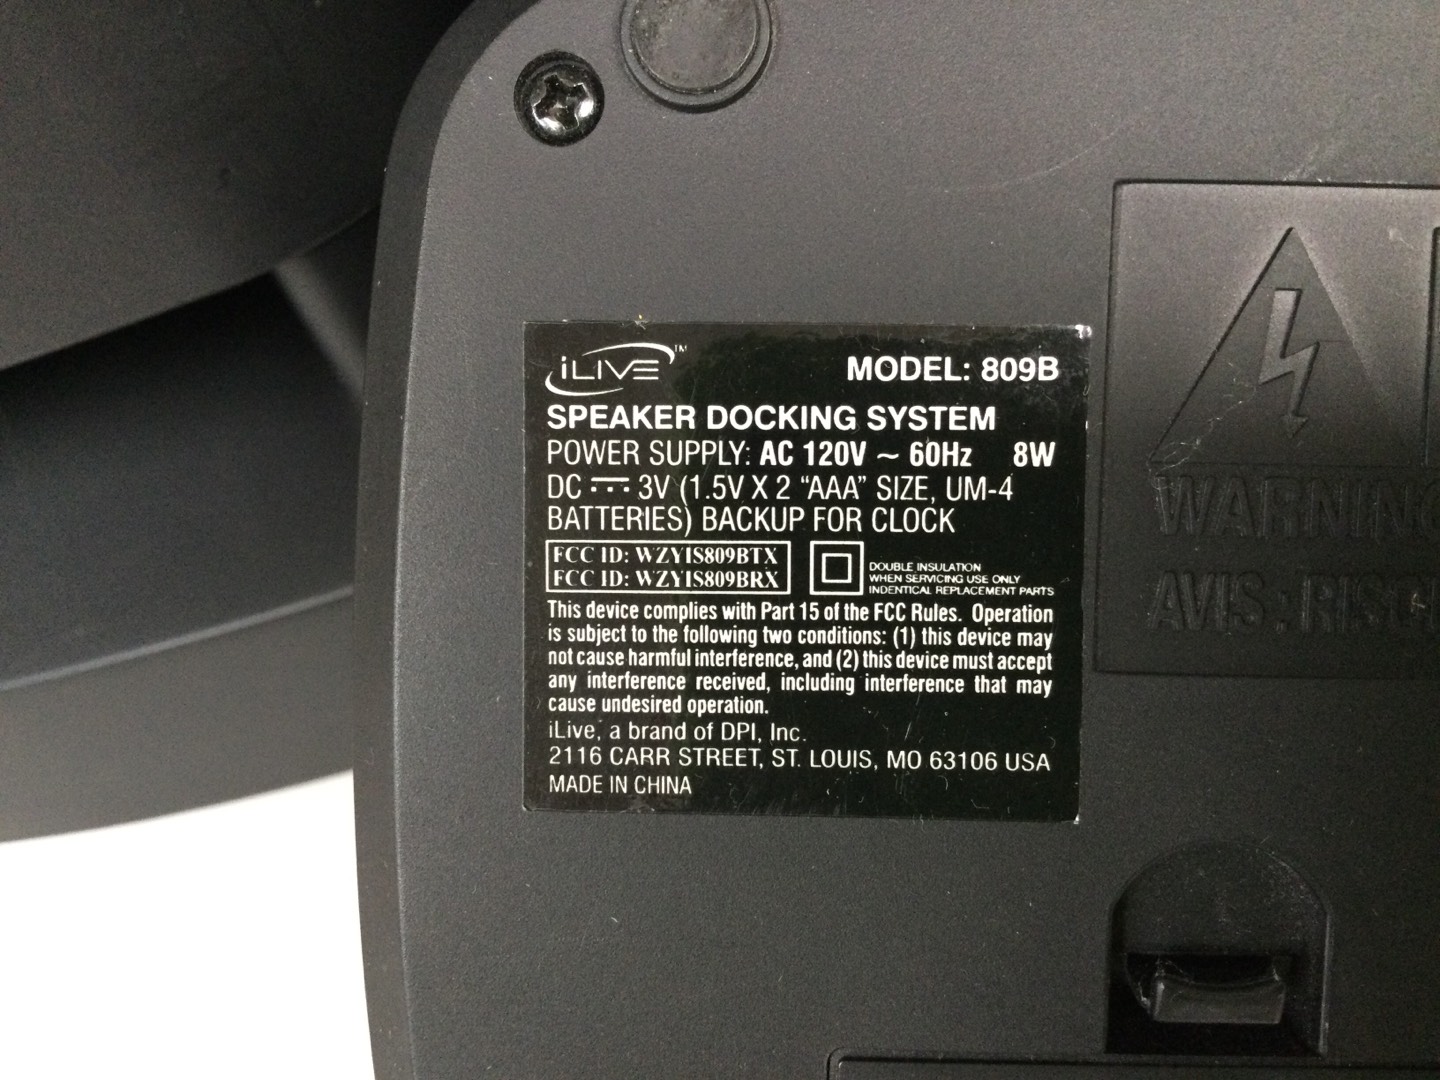 iLIVE™
MODEL: 809B
SPEAKER DOCKING SYSTEM
POWER SUPPLY: AC 120V ~ 60Hz 8W
DC ⎓ 3V (1.5V X 2 “AAA” SIZE, UM-4
BATTERIES) BACKUP FOR CLOCK
FCC ID: WZYIS809BTX
FCC ID: WZYIS809BRX
DOUBLE INSULATION
WHEN SERVICING USE ONLY
INDENTICAL REPLACEMENT PARTS
This device complies with Part 15 of the FCC Rules. Operation
is subject to the following two conditions: (1) this device may
not cause harmful interference, and (2) this device must accept
any interference received, including interference that may
cause undesired operation.
iLive, a brand of DPI, Inc.
2116 CARR STREET, ST. LOUIS, MO 63106 USA
MADE IN CHINA
WARNING
AVIS: